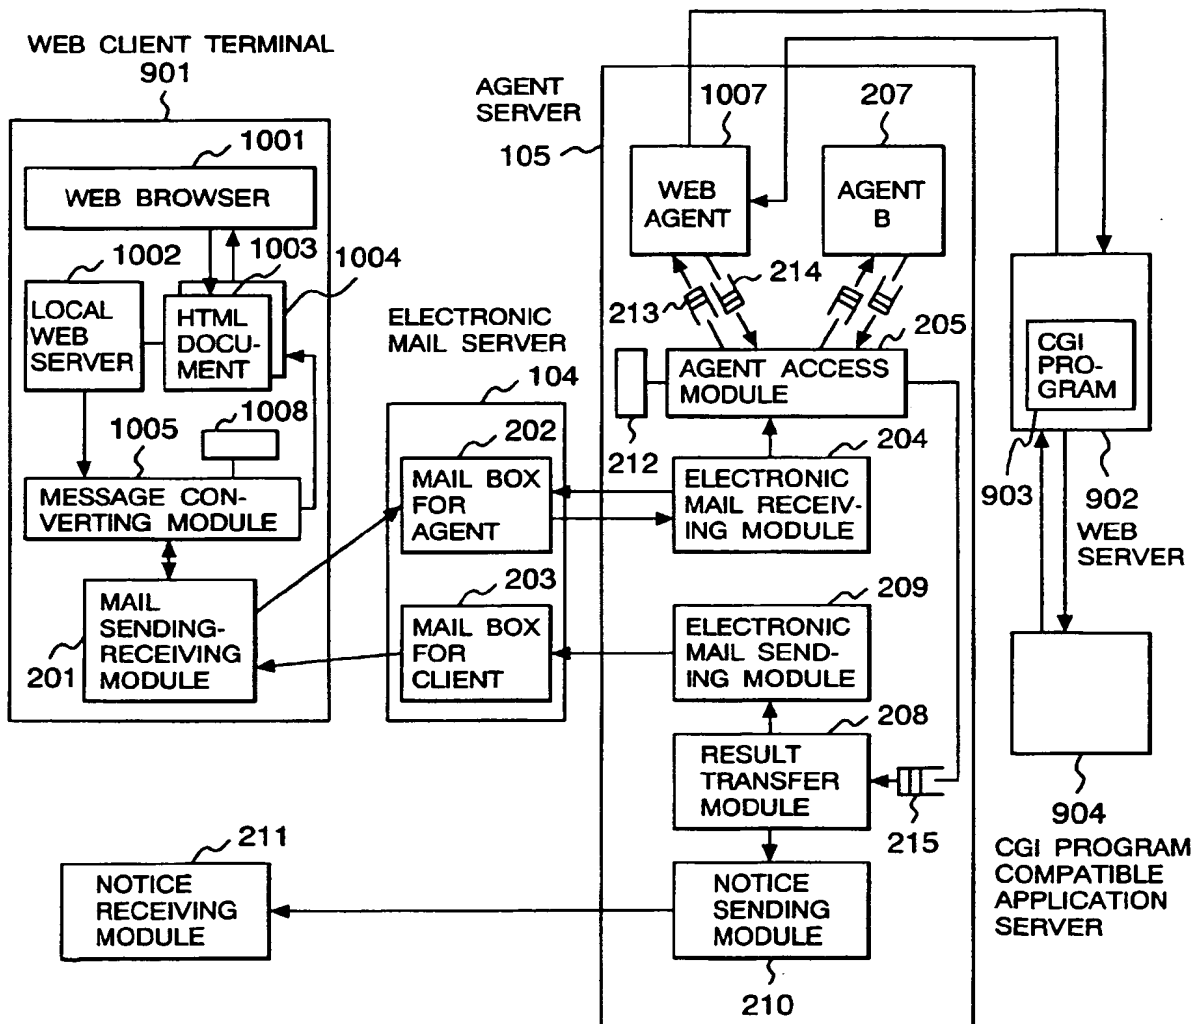 WEB CLIENT TERMINAL
901
1001
WEB BROWSER
1002
1003
1004
LOCAL
WEB
SERVER
HTML
DOCU-
MENT
1005
1008
MESSAGE CON-
VERTING MODULE
MAIL
SENDING-
RECEIVING
MODULE
201
ELECTRONIC
MAIL SERVER
104
202
MAIL BOX
FOR
AGENT
203
MAIL BOX
FOR
CLIENT
AGENT
SERVER
105
1007
207
WEB
AGENT
AGENT
B
213
214
205
AGENT ACCESS
MODULE
212
204
ELECTRONIC
MAIL RECEIV-
ING MODULE
209
ELECTRONIC
MAIL SEND-
ING MODULE
208
RESULT
TRANSFER
MODULE
215
NOTICE
SENDING
MODULE
210
211
NOTICE
RECEIVING
MODULE
CGI
PRO-
GRAM
903
902
WEB
SERVER
904
CGI PROGRAM
COMPATIBLE
APPLICATION
SERVER